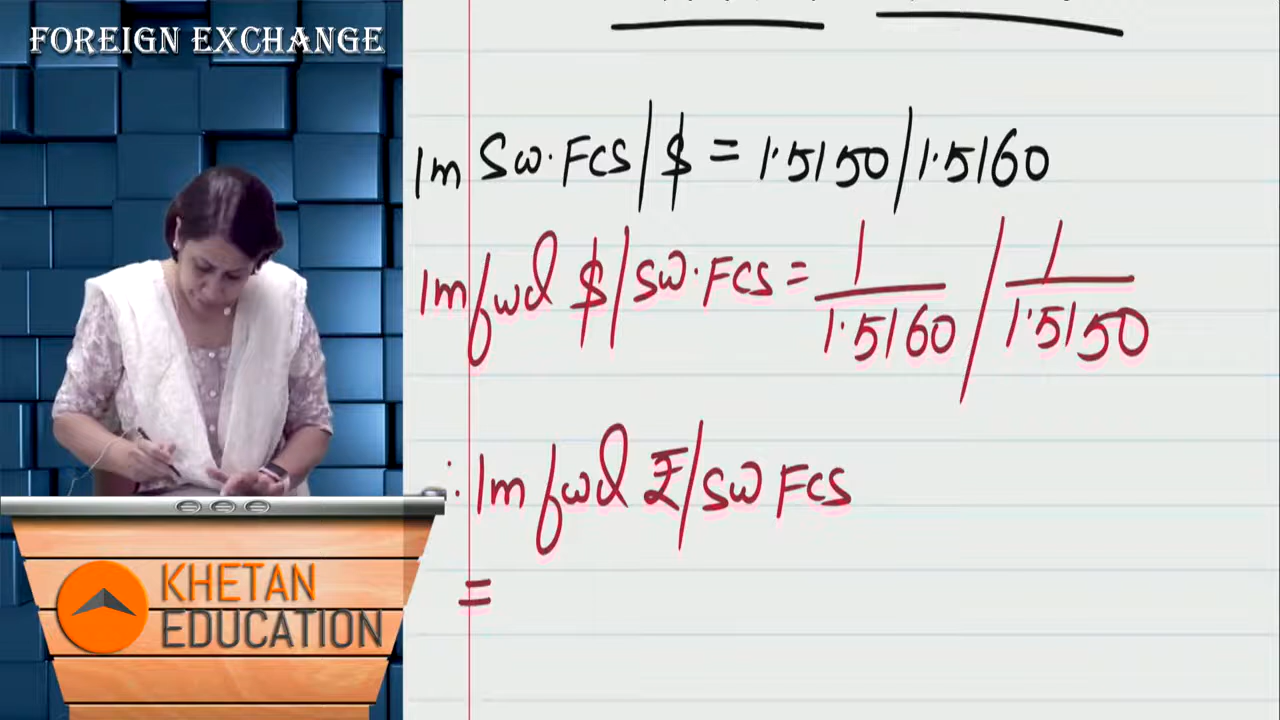 FOREIGN EXCHANGE
1m Sw.FCS/$ = 1.5150/1.5160
1m fwd $/Sw.FCS = 1/1.5160 / 1/1.5150
∴ 1m fwd ₹/Sw FCS
=
KHETAN
EDUCATION